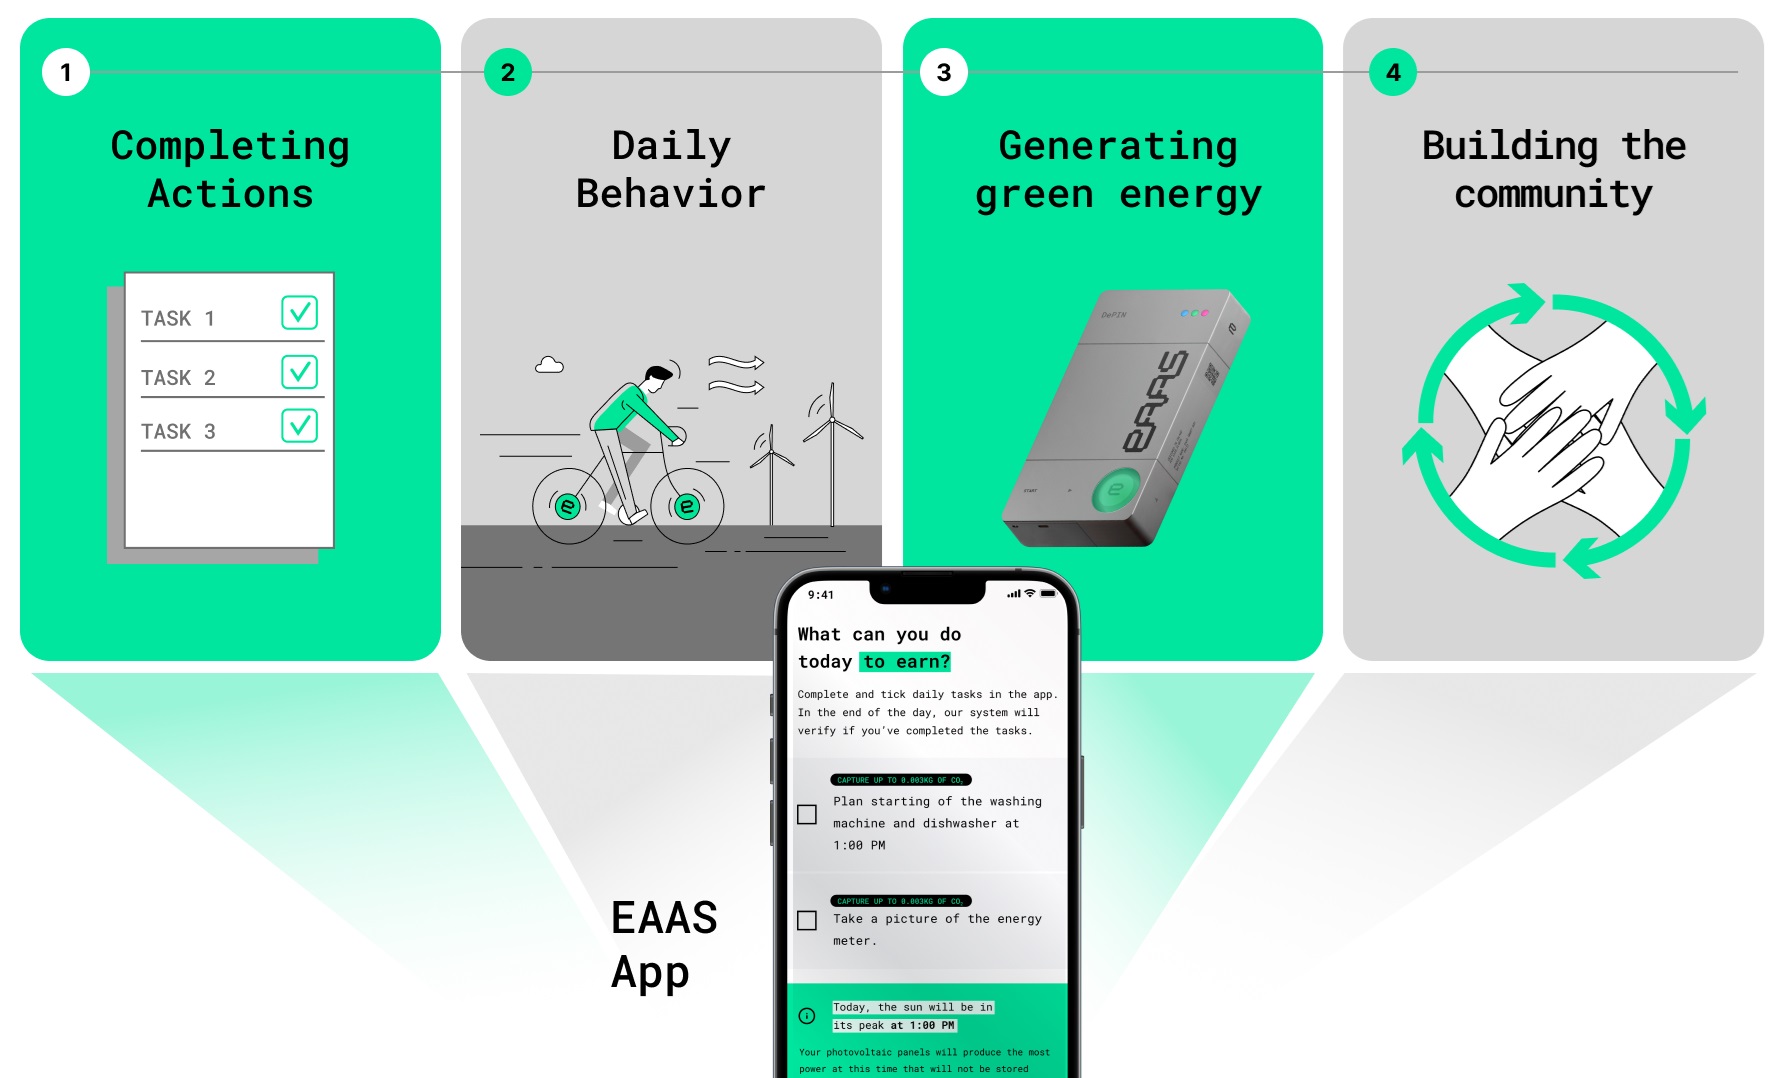 1
2
3
4
Completing
Actions
Daily
Behavior
Generating
green energy
Building the
community
TASK 1
TASK 2
TASK 3
DePIN
eAAS
START
9:41
What can you do
today to earn?
Complete and tick daily tasks in the app.
In the end of the day, our system will
verify if you've completed the tasks.
CAPTURE UP TO 0.003KG OF CO₂
Plan starting of the washing
machine and dishwasher at
1:00 PM
CAPTURE UP TO 0.003KG OF CO₂
Take a picture of the energy
meter.
Today, the sun will be in
its peak at 1:00 PM
Your photovoltaic panels will produce the most
power at this time that will not be stored
EAAS
App